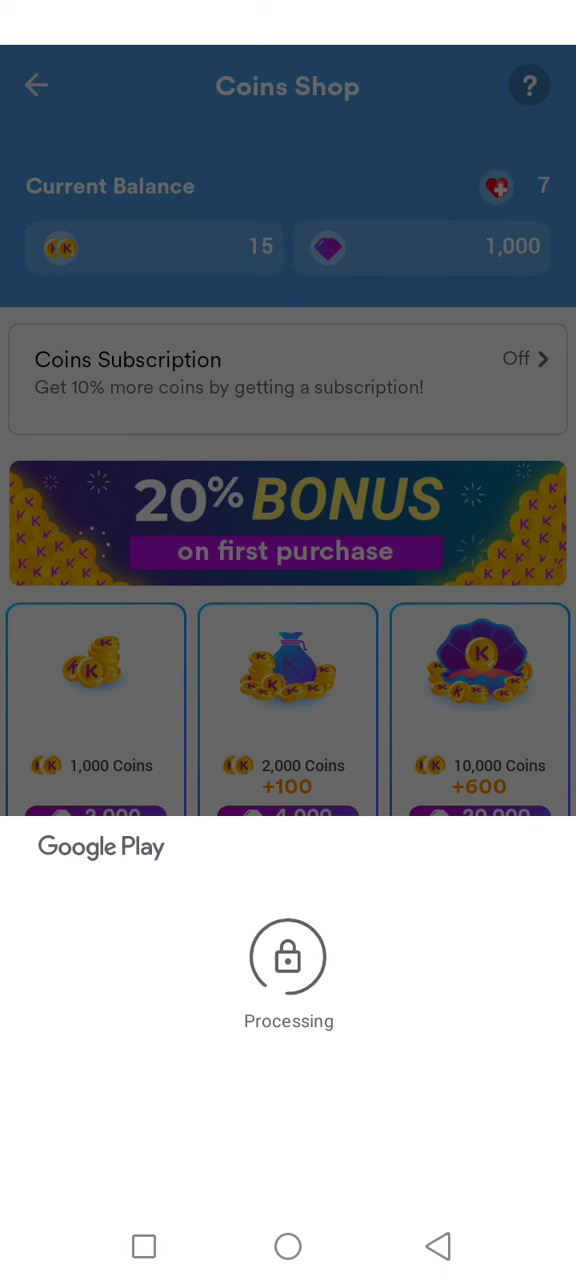 Coins Shop
?
Current Balance
7
15
1,000
Coins Subscription
Off
Get 10% more coins by getting a subscription!
20% BONUS
on first purchase
1,000 Coins
2,000 Coins
10,000 Coins
+100
+600
Google Play
Processing